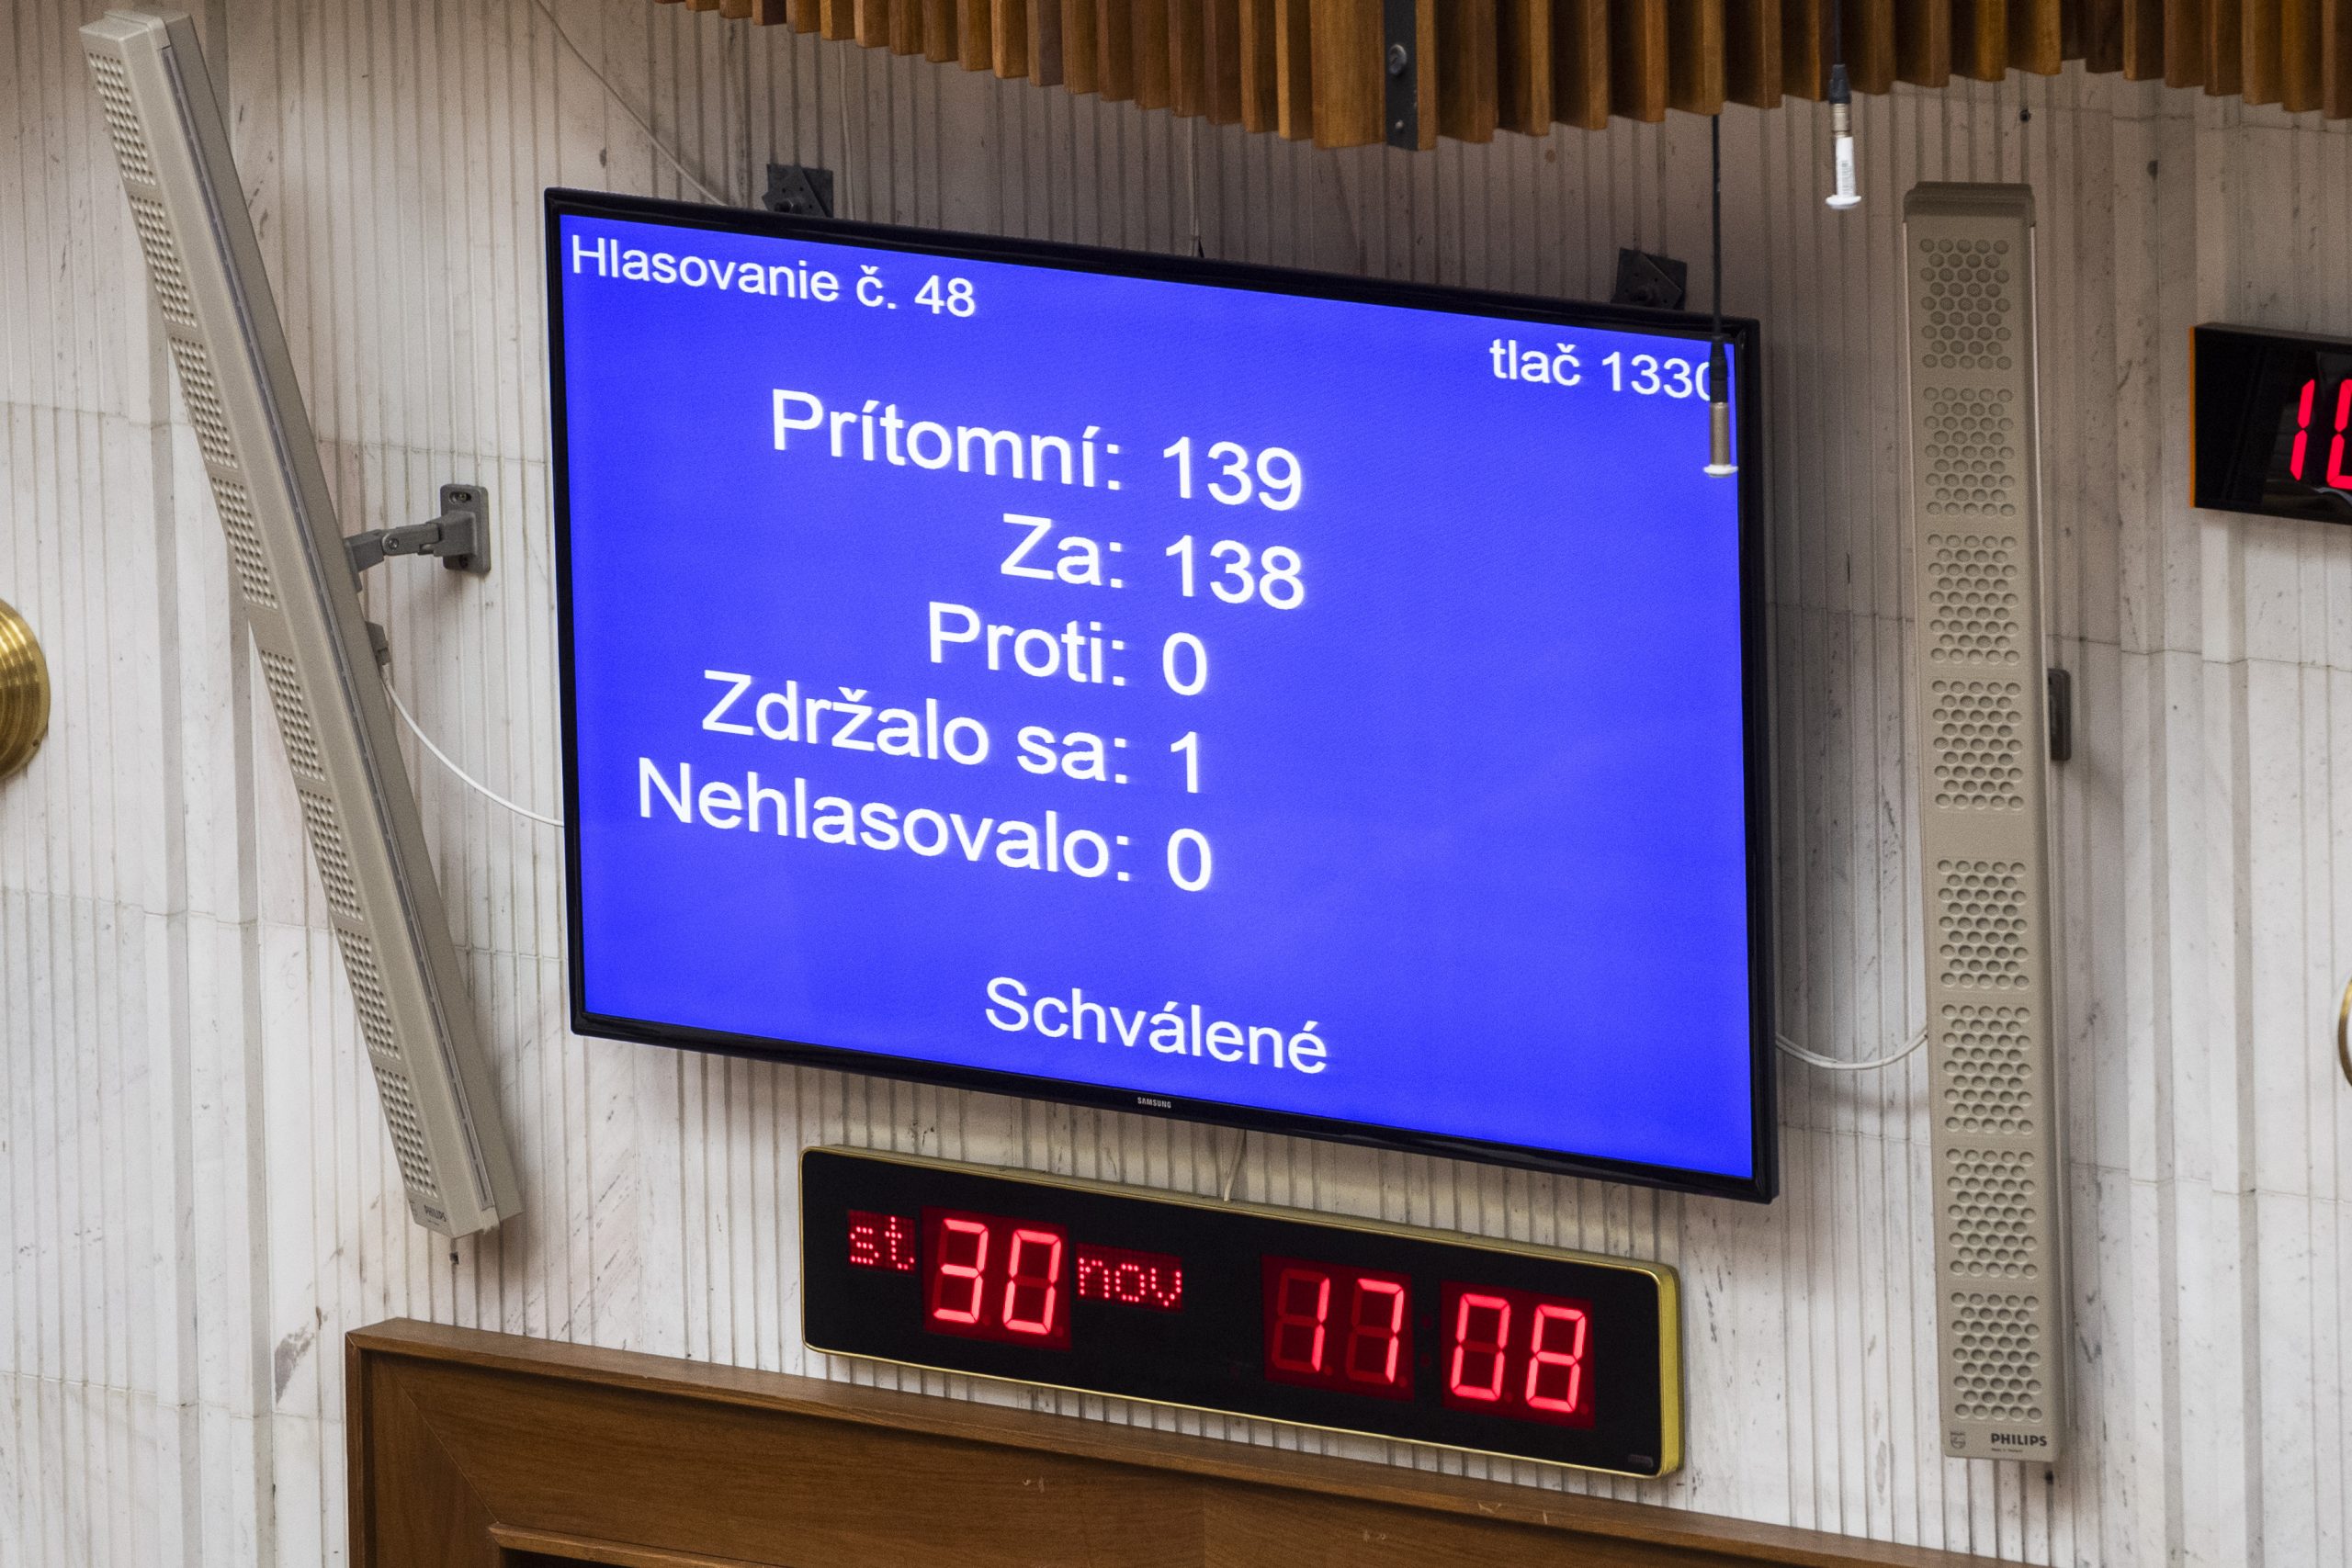 Hlasovanie č. 48
tlač 1330
Prítomní: 139
Za: 138
Proti: 0
Zdržalo sa: 1
Nehlasovalo: 0
Schválené
SAMSUNG
st 30 nov 17 08
PHILIPS
PHILIPS